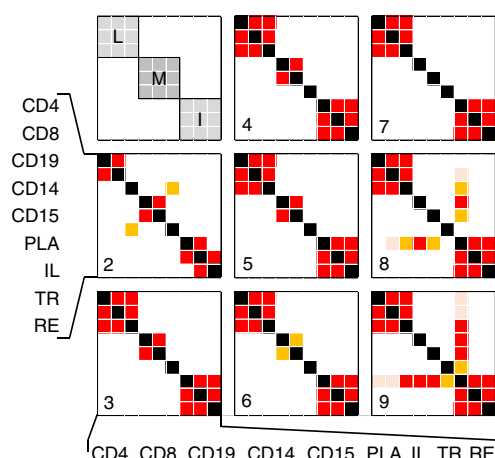 L
M
I
4
7
CD4
CD8
CD19
CD14
CD15
PLA
IL
TR
RE
2
5
8
3
6
9
CD4 CD8 CD19 CD14 CD15 PLA IL TR RE